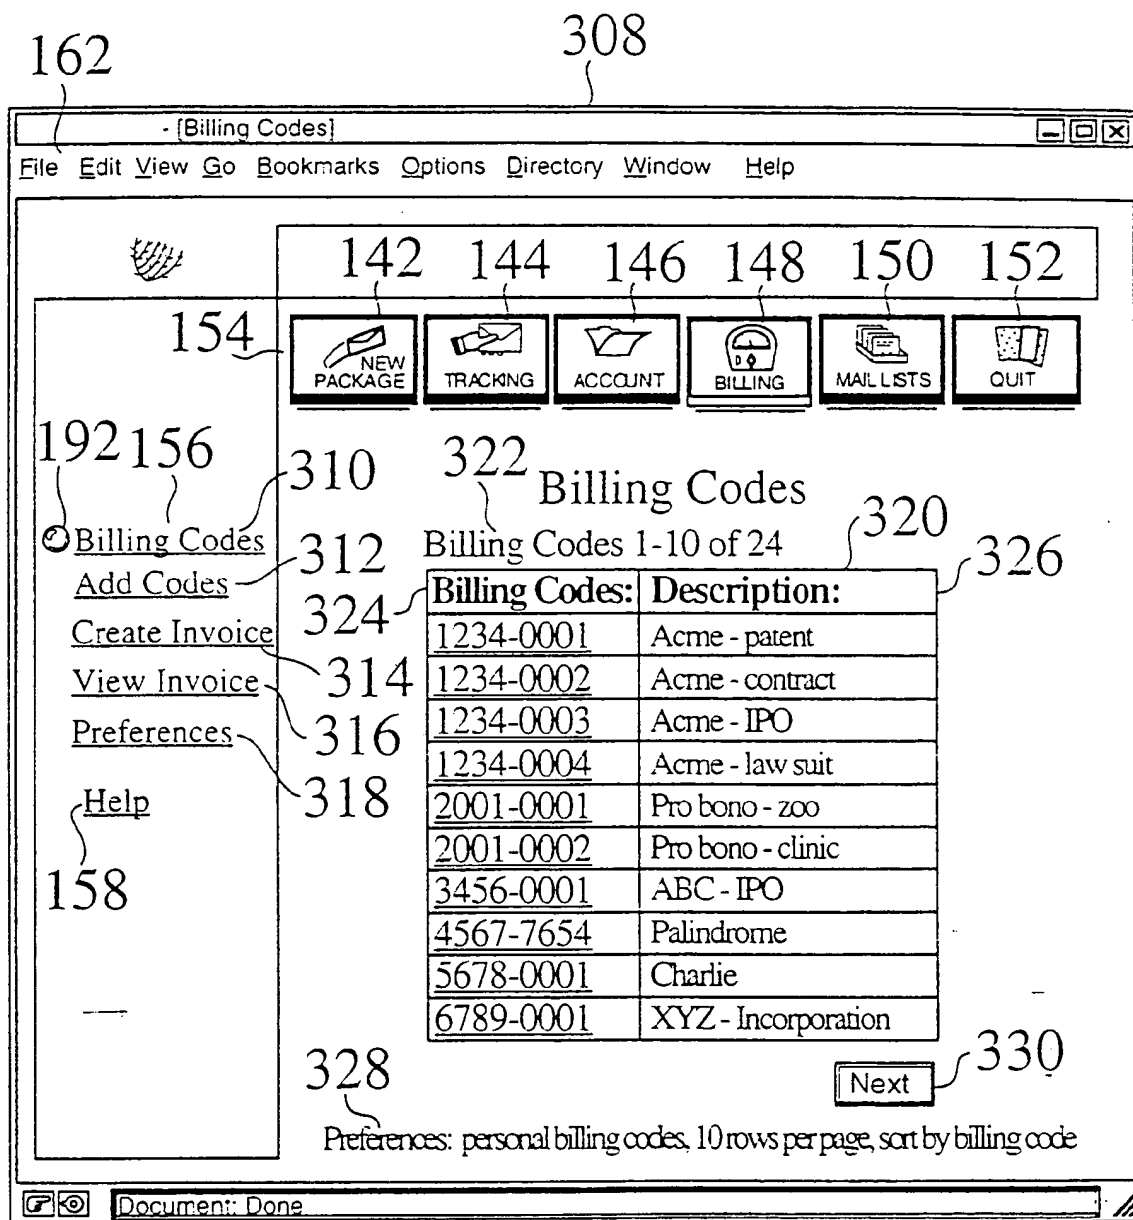 308
162
- [Billing Codes]
File Edit View Go Bookmarks Options Directory Window Help
142 144 146 148 150 152
154
NEW PACKAGE
TRACKING
ACCOUNT
BILLING
MAIL LISTS
QUIT
192 156 310
Billing Codes
Add Codes 312
Create Invoice
314
View Invoice
316
Preferences
318
Help
158
322
Billing Codes
320
Billing Codes 1-10 of 24
326
324
Billing Codes: Description:
1234-0001 Acme - patent
1234-0002 Acme - contract
1234-0003 Acme - IPO
1234-0004 Acme - law suit
2001-0001 Pro bono - zoo
2001-0002 Pro bono - clinic
3456-0001 ABC - IPO
4567-7654 Palindrome
5678-0001 Charlie
6789-0001 XYZ - Incorporation
330
Next
328
Preferences: personal billing codes, 10 rows per page, sort by billing code
Document: Done